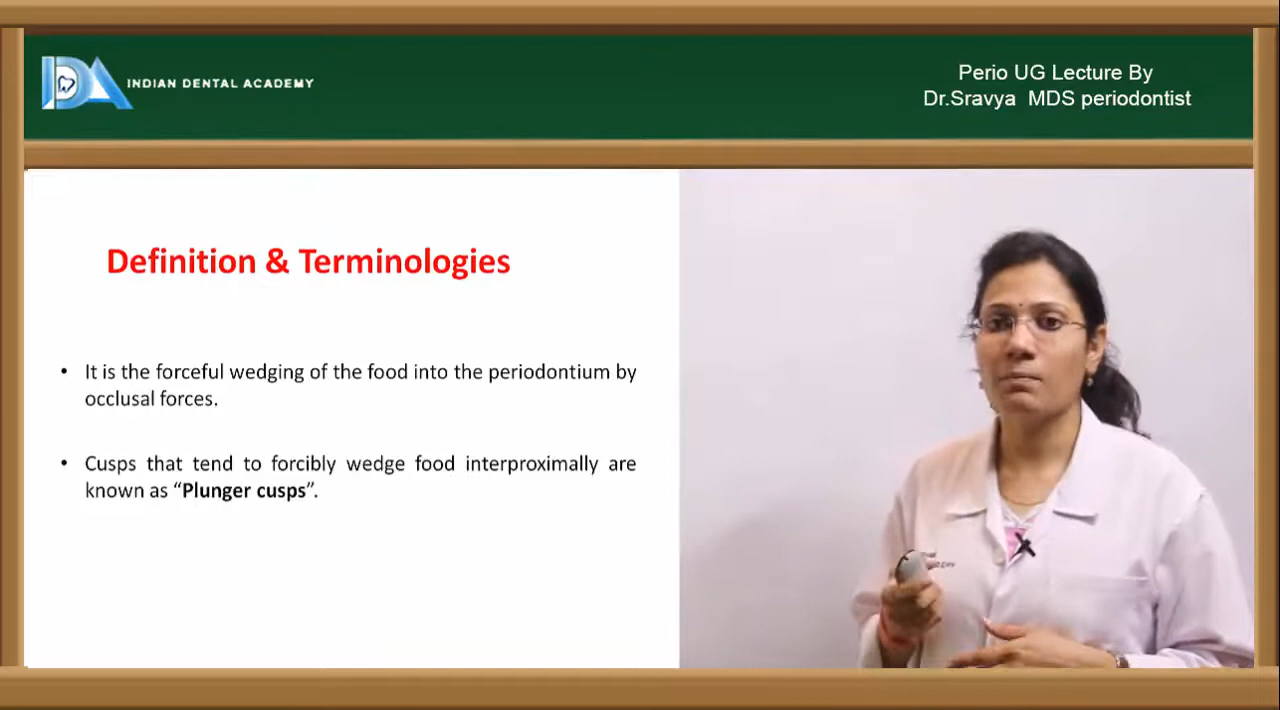 IDA INDIAN DENTAL ACADEMY
Perio UG Lecture By
Dr.Sravya MDS periodontist
Definition & Terminologies
• It is the forceful wedging of the food into the periodontium by
occlusal forces.
• Cusps that tend to forcibly wedge food interproximally are
known as “Plunger cusps”.